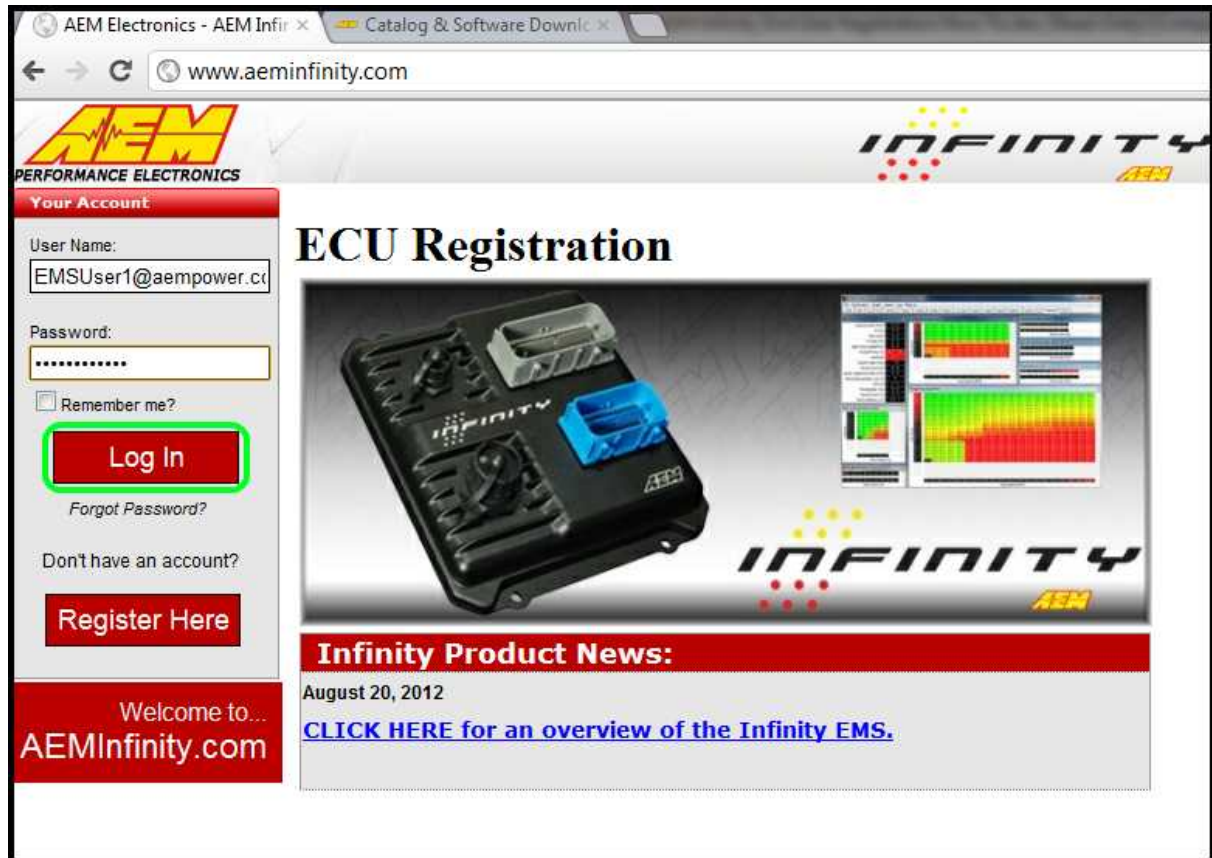 AEM Electronics - AEM Infir
Catalog & Software Downlc
www.aeminfinity.com
AEM
PERFORMANCE ELECTRONICS
INFINITY
AEM
Your Account
User Name:
EMSUser1@aempower.co
Password:
••••••••••••
Remember me?
Log In
Forgot Password?
Don't have an account?
Register Here
Welcome to...
AEMInfinity.com
ECU Registration
INFINITY
AEM
INFINITY
AEM
Infinity Product News:
August 20, 2012
CLICK HERE for an overview of the Infinity EMS.